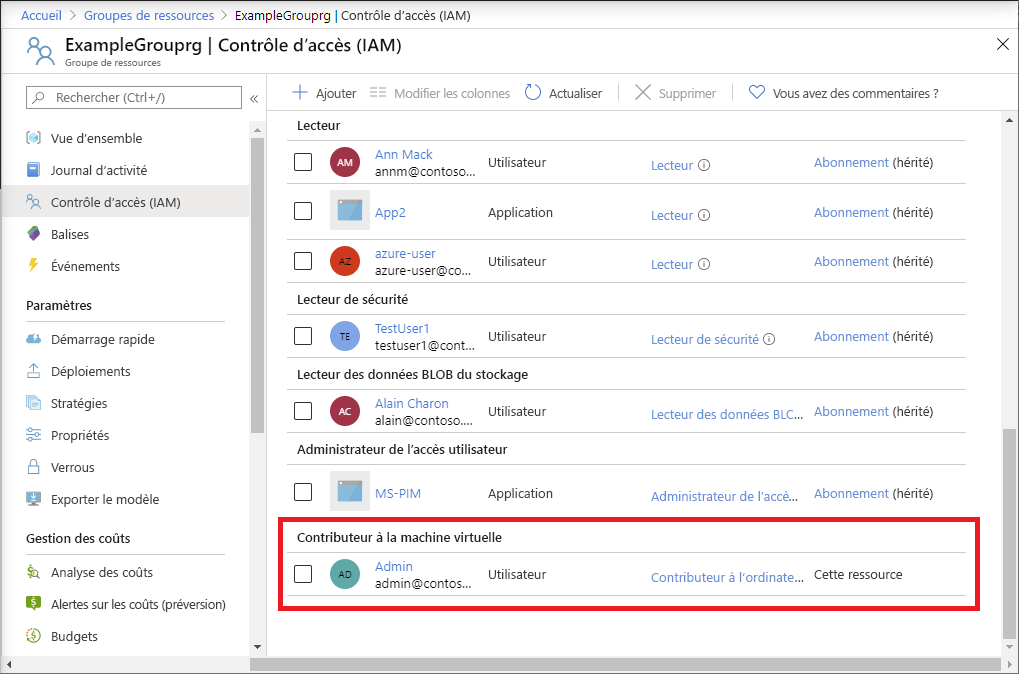 Accueil > Groupes de ressources > ExampleGrouprg | Contrôle d'accès (IAM)
ExampleGrouprg | Contrôle d'accès (IAM)
Groupe de ressources
Rechercher (Ctrl+/)
«
Vue d'ensemble
Journal d'activité
Contrôle d'accès (IAM)
Balises
Événements
Paramètres
Démarrage rapide
Déploiements
Stratégies
Propriétés
Verrous
Exporter le modèle
Gestion des coûts
Analyse des coûts
Alertes sur les coûts (préversion)
Budgets
Ajouter Modifier les colonnes Actualiser Supprimer Vous avez des commentaires ?
Lecteur
AM Ann Mack Utilisateur Lecteur Abonnement (hérité)
annm@contoso...
App2 Application Lecteur Abonnement (hérité)
AZ azure-user Utilisateur Lecteur Abonnement (hérité)
azure-user@co...
Lecteur de sécurité
TE TestUser1 Utilisateur Lecteur de sécurité Abonnement (hérité)
testuser1@cont...
Lecteur des données BLOB du stockage
AC Alain Charon Utilisateur Lecteur des données BLC... Abonnement (hérité)
alain@contoso....
Administrateur de l'accès utilisateur
MS-PIM Application Administrateur de l'accè... Abonnement (hérité)
Contributeur à la machine virtuelle
AD Admin Utilisateur Contributeur à l'ordinate... Cette ressource
admin@contos...